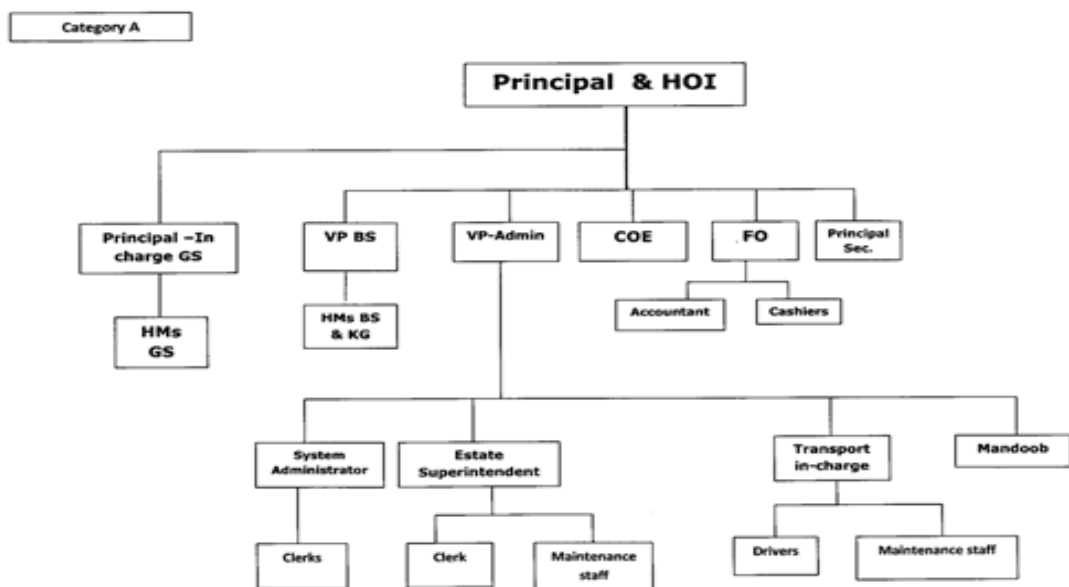 Category A
Principal & HOI
Principal –In
charge GS
VP BS
VP-Admin
COE
FO
Principal
Sec.
HMs
GS
HMs BS
& KG
Accountant
Cashiers
System
Administrator
Estate
Superintendent
Transport
in-charge
Mandoob
Clerks
Clerk
Maintenance
staff
Drivers
Maintenance staff